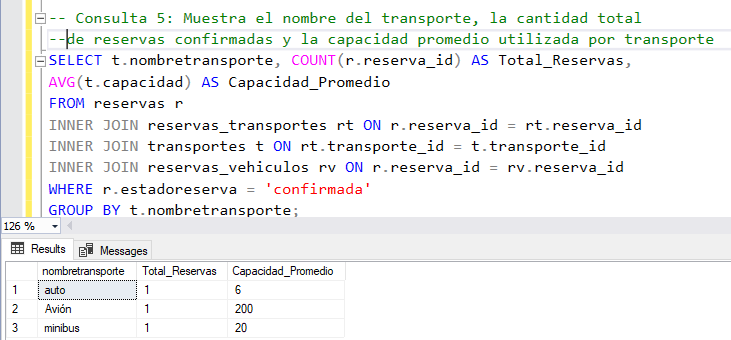 -- Consulta 5: Muestra el nombre del transporte, la cantidad total
--de reservas confirmadas y la capacidad promedio utilizada por transporte
SELECT t.nombretransporte, COUNT(r.reserva_id) AS Total_Reservas,
AVG(t.capacidad) AS Capacidad_Promedio
FROM reservas r
INNER JOIN reservas_transportes rt ON r.reserva_id = rt.reserva_id
INNER JOIN transportes t ON rt.transporte_id = t.transporte_id
INNER JOIN reservas_vehiculos rv ON r.reserva_id = rv.reserva_id
WHERE r.estadoreserva = 'confirmada'
GROUP BY t.nombretransporte;
126 %
Results Messages
nombretransporte Total_Reservas Capacidad_Promedio
1 auto 1 6
2 Avión 1 200
3 minibus 1 20